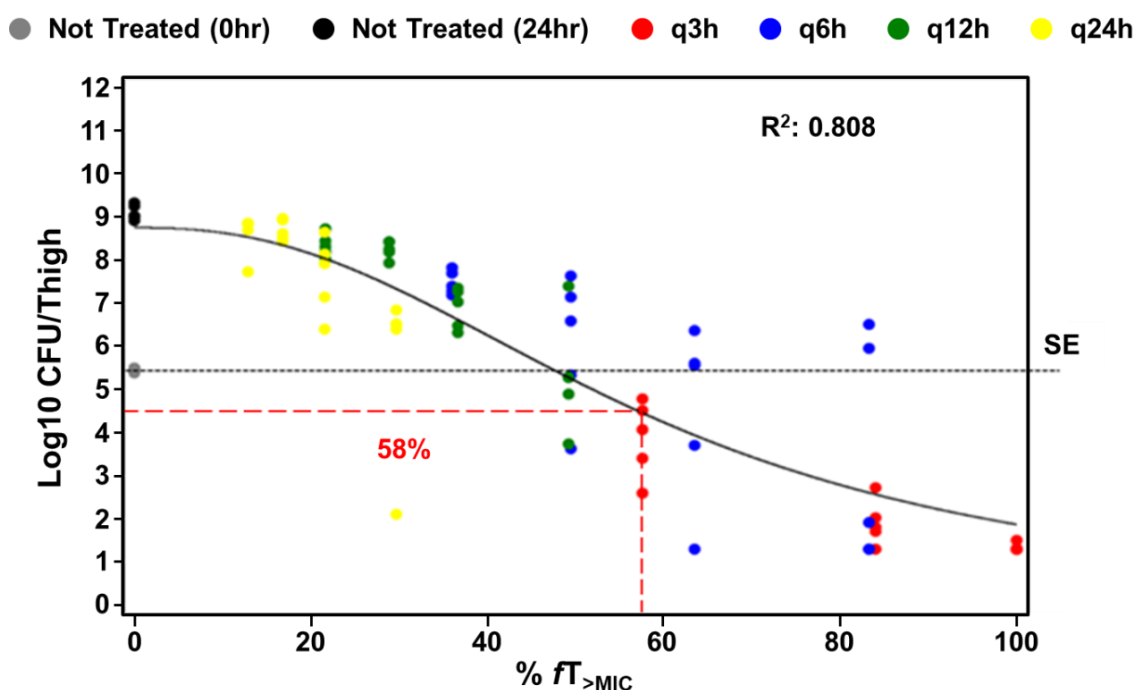 Not Treated (0hr) Not Treated (24hr) q3h q6h q12h q24h
12
11
10
9
8
7
6
5
4
3
2
1
0
Log10 CFU/Thigh
R²: 0.808
SE
58%
0 20 40 60 80 100
% fT>MIC